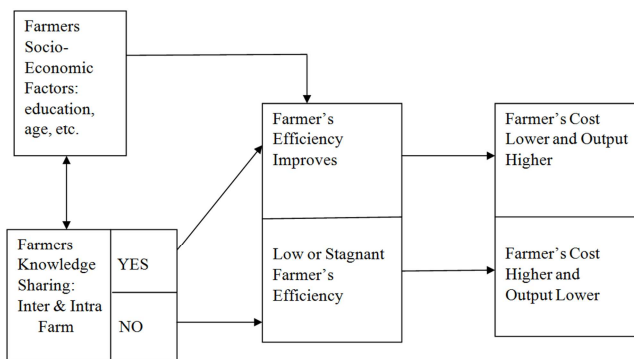 Farmers
Socio-
Economic
Factors:
education,
age, etc.
Farmer's
Efficiency
Improves
Farmer's Cost
Lower and Output
Higher
Farmers
Knowledge
Sharing:
Inter & Intra
Farm
YES
NO
Low or Stagnant
Farmer's
Efficiency
Farmer's Cost
Higher and
Output Lower